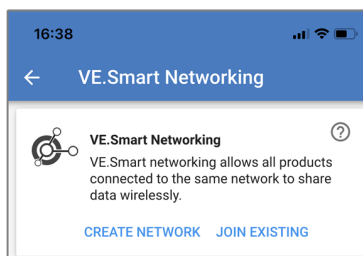 16:38
VE.Smart Networking
VE.Smart Networking
VE.Smart networking allows all products
connected to the same network to share
data wirelessly.
CREATE NETWORK JOIN EXISTING